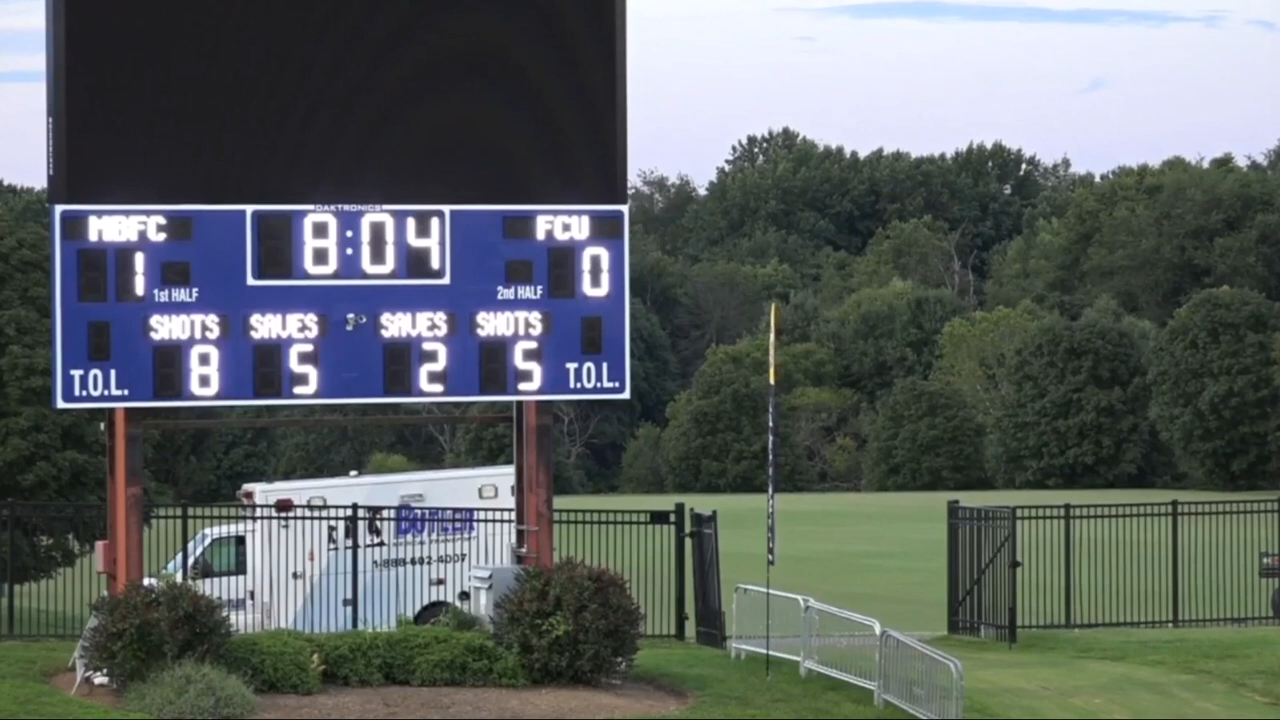 DAKTRONICS
MBFC 8:04 FCU
1 0
1st HALF 2nd HALF
SHOTS SAVES SAVES SHOTS
8 5 2 5
T.O.L. T.O.L.
BUTLER
1-888-602-4007